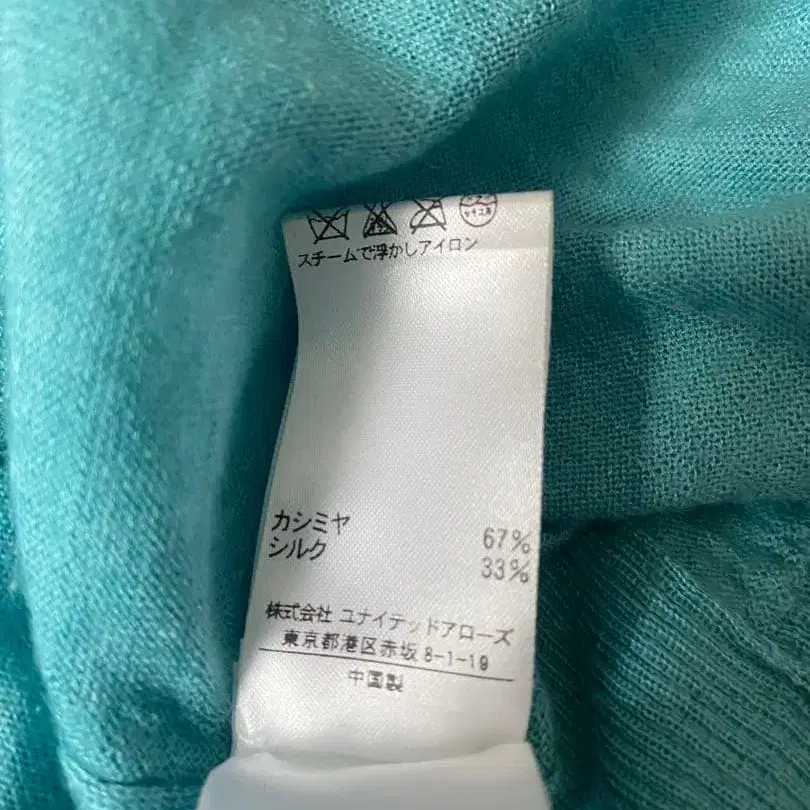 スチームで浮かしアイロン
カシミヤ 67%
シルク 33%
株式会社 ユナイテッドアローズ
東京都港区赤坂 8-1-19
中国製